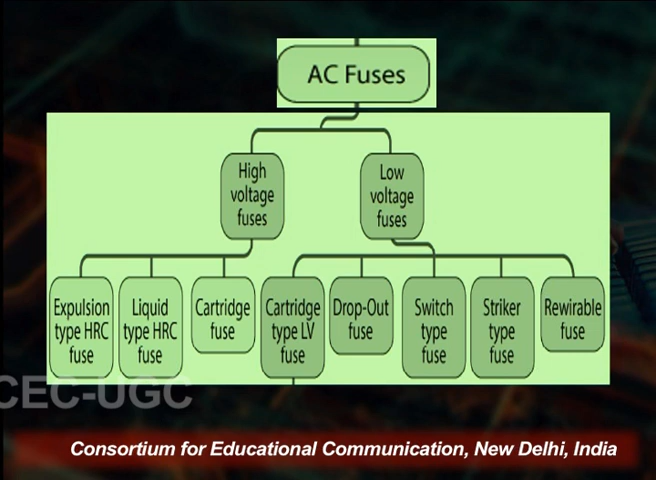 AC Fuses
High
voltage
fuses
Low
voltage
fuses
Expulsion
type HRC
fuse
Liquid
type HRC
fuse
Cartridge
fuse
Cartridge
type LV
fuse
Drop-Out
fuse
Switch
type
fuse
Striker
type
fuse
Rewirable
fuse
CEC-UGC
Consortium for Educational Communication, New Delhi, India